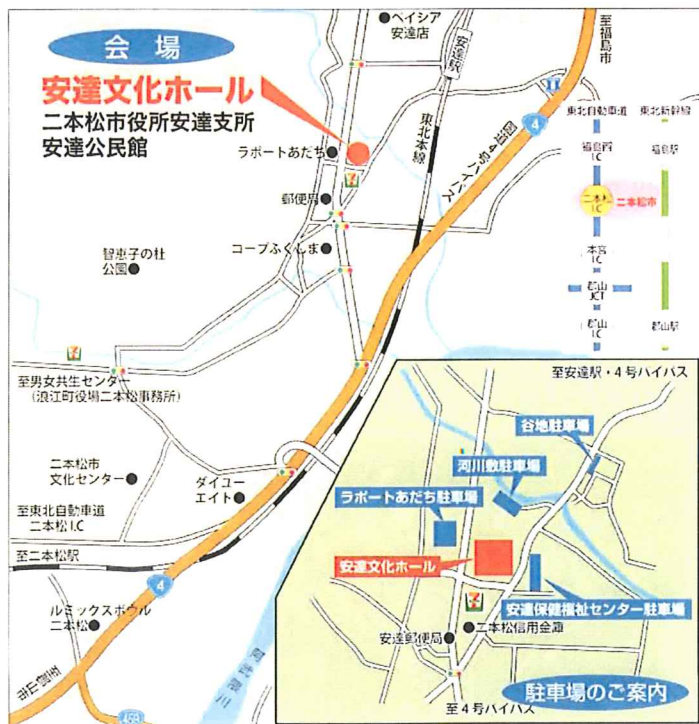 会場
安達文化ホール
二本松市役所安達支所
安達公民館
ベイシア
安達店
安達駅
至福島市
東北本線
国道4号バイパス
4
ラポートあだち
郵便局
コープふくしま
智恵子の杜
公園
至男女共生センター
(浪江町役場二本松事務所)
二本松市
文化センター
ダイユー
エイト
至東北自動車道
二本松I.C
至二本松駅
4
ルミックスボウル
二本松
至郡山市
阿武隈川
東北自動車道
東北新幹線
福島西
I.C
福島駅
二本松
I.C
二本松市
本宮
I.C
郡山
JCT
郡山
I.C
郡山駅
至安達駅・4号バイパス
谷地駐車場
河川敷駐車場
ラポートあだち駐車場
安達文化ホール
安達保健福祉センター駐車場
安達郵便局
二本松信用金庫
至4号バイパス
駐車場のご案内